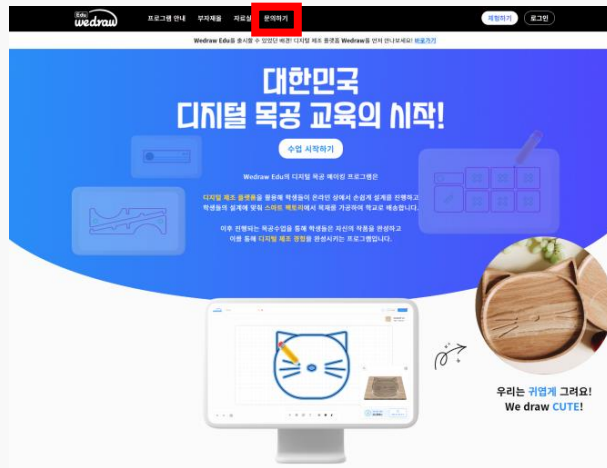 Edu
wedraw
프로그램 안내 부자재몰 자료실 문의하기 체험하기 로그인
Wedraw Edu을 출시할 수 있었던 배경! 디지털 제조 플랫폼 Wedraw을 먼저 만나보세요! 바로가기
대한민국
디지털 목공 교육의 시작!
수업 시작하기
Wedraw Edu의 디지털 목공 메이킹 프로그램은
디지털 제조 플랫폼을 활용해 학생들이 온라인 상에서 손쉽게 설계를 진행하고
학생들의 설계에 맞춰 스마트 팩토리에서 목재를 가공하여 학교로 배송합니다.
이후 진행되는 목공수업을 통해 학생들은 자신의 작품을 완성하고
이를 통해 디지털 제조 경험을 완성시키는 프로그램입니다.
우리는 귀엽게 그려요!
We draw CUTE!